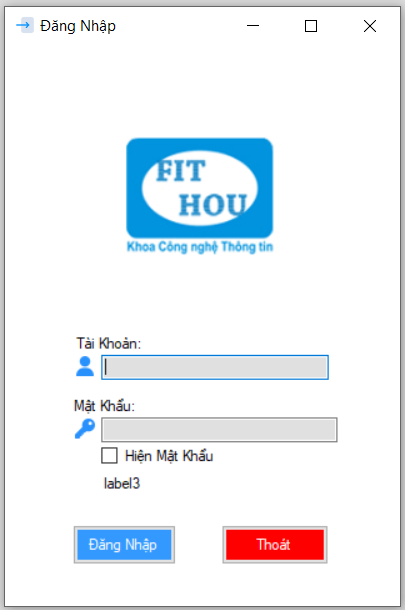 Đăng Nhập
FIT
HOU
Khoa Công nghệ Thông tin
Tài Khoản:
Mật Khẩu:
Hiện Mật Khẩu
label3
Đăng Nhập
Thoát